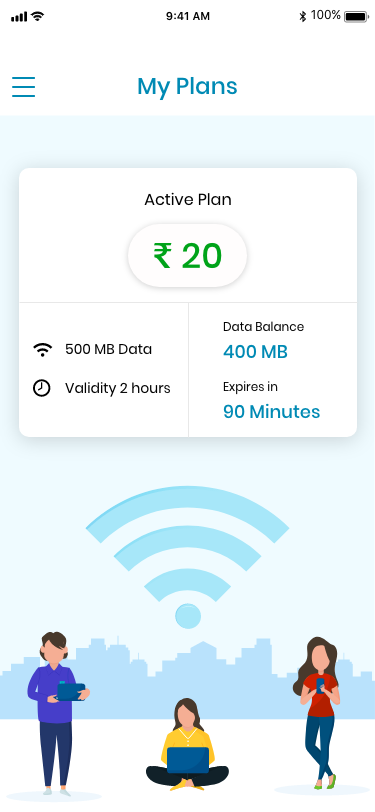 9:41 AM
100%
My Plans
Active Plan
₹ 20
500 MB Data
Validity 2 hours
Data Balance
400 MB
Expires in
90 Minutes